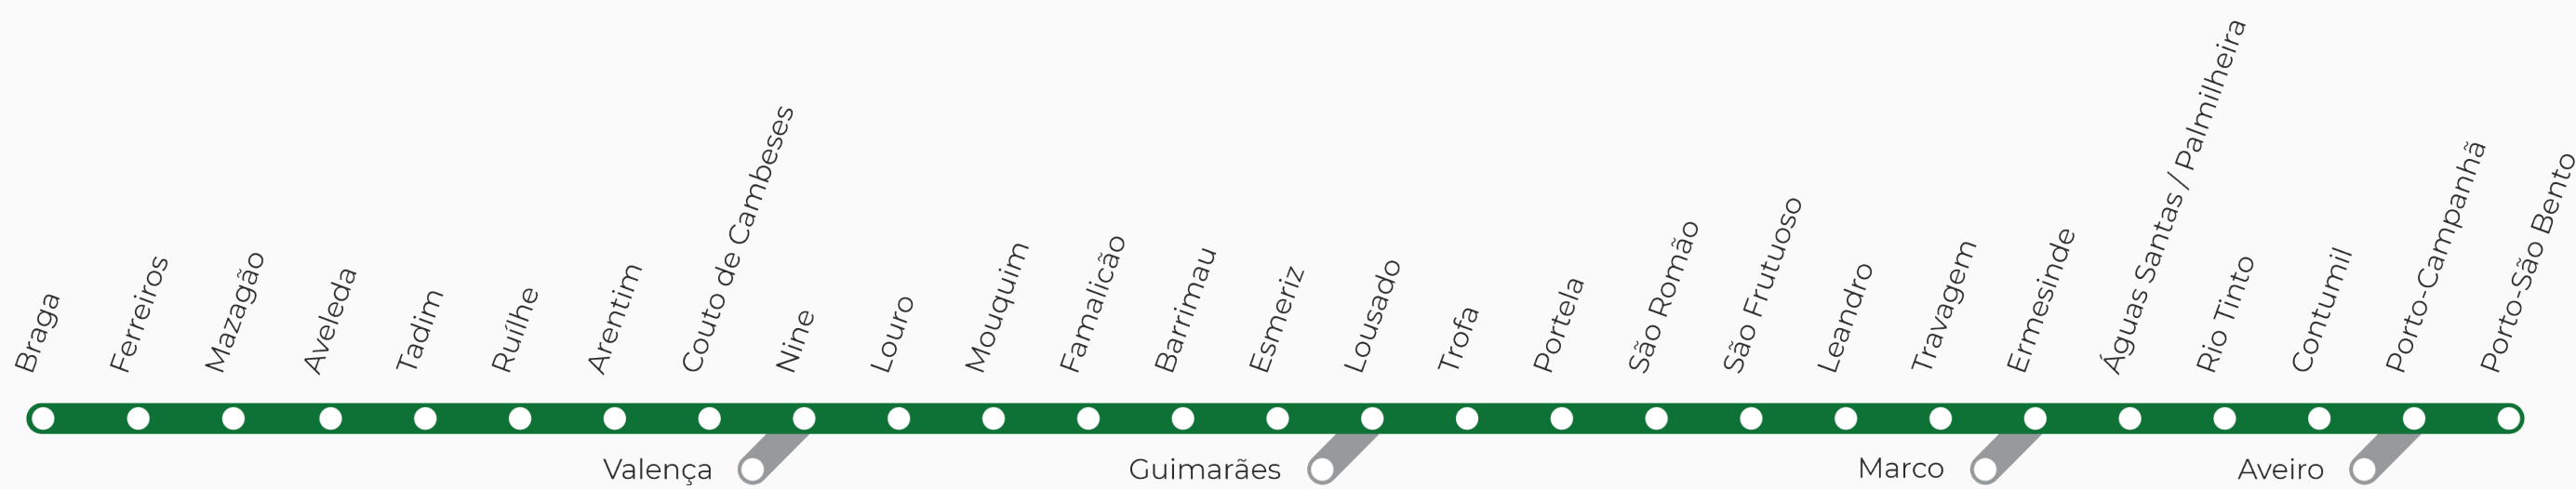 Braga
Ferreiros
Mazagão
Aveleda
Tadim
Ruílhe
Arentim
Couto de Cambeses
Nine
Louro
Mouquim
Famalicão
Barrimau
Esmeriz
Lousado
Trofa
Portela
São Romão
São Frutuoso
Leandro
Travagem
Ermesinde
Águas Santas / Palmilheira
Rio Tinto
Contumil
Porto-Campanhã
Porto-São Bento
Valença
Guimarães
Marco
Aveiro